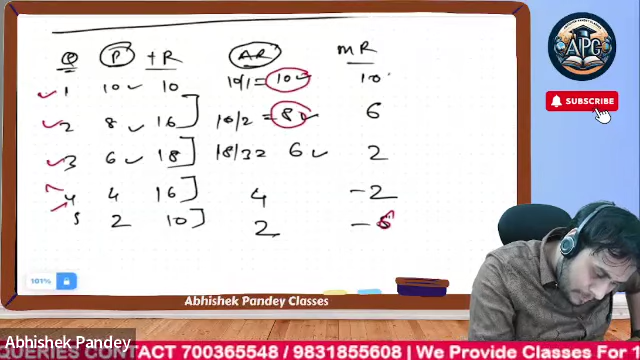 Q P TR AR MR
1 10 10 10/1= 10 10
2 8 16 16/2 = 8 6
3 6 18 18/3= 6 2
4 4 16 4 -2
5 2 10 2 -6
APG
SUBSCRIBE
101%
Abhishek Pandey Classes
Abhishek Pandey
QUERIES CONTACT 700365548 / 9831855608 | We Provide Classes For